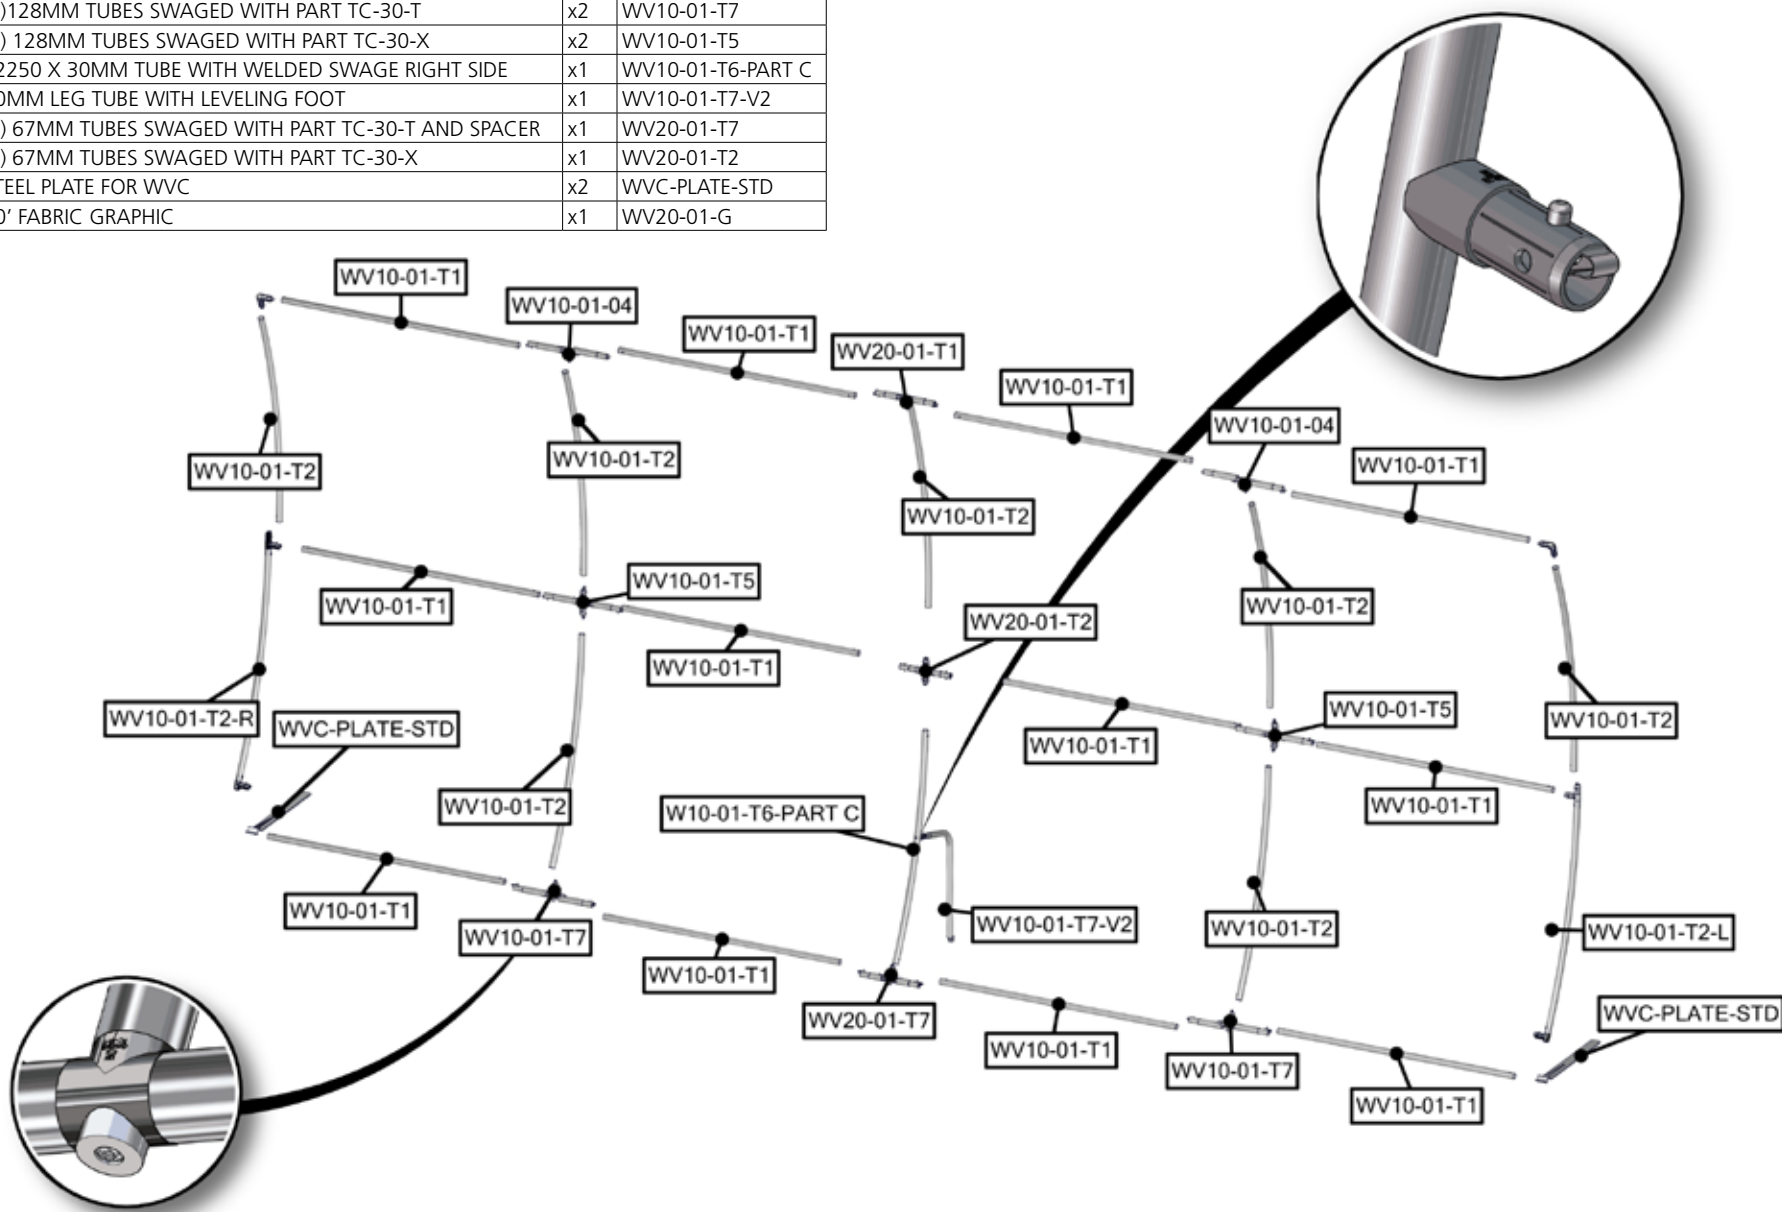 )128MM TUBES SWAGED WITH PART TC-30-T x2 WV10-01-T7
) 128MM TUBES SWAGED WITH PART TC-30-X x2 WV10-01-T5
2250 X 30MM TUBE WITH WELDED SWAGE RIGHT SIDE x1 WV10-01-T6-PART C
0MM LEG TUBE WITH LEVELING FOOT x1 WV10-01-T7-V2
) 67MM TUBES SWAGED WITH PART TC-30-T AND SPACER x1 WV20-01-T7
) 67MM TUBES SWAGED WITH PART TC-30-X x1 WV20-01-T2
TEEL PLATE FOR WVC x2 WVC-PLATE-STD
0’ FABRIC GRAPHIC x1 WV20-01-G
WV10-01-T1
WV10-01-04
WV10-01-T1
WV20-01-T1
WV10-01-T1
WV10-01-04
WV10-01-T1
WV10-01-T2
WV10-01-T2
WV10-01-T2
WV10-01-T2
WV10-01-T2
WV10-01-T1
WV10-01-T5
WV10-01-T1
WV20-01-T2
WV10-01-T1
WV10-01-T5
WV10-01-T1
WV10-01-T2-R
WVC-PLATE-STD
WV10-01-T2
W10-01-T6-PART C
WV10-01-T7-V2
WV10-01-T2
WV10-01-T2-L
WV10-01-T1
WV10-01-T7
WV10-01-T1
WV20-01-T7
WV10-01-T1
WV10-01-T7
WV10-01-T1
WVC-PLATE-STD